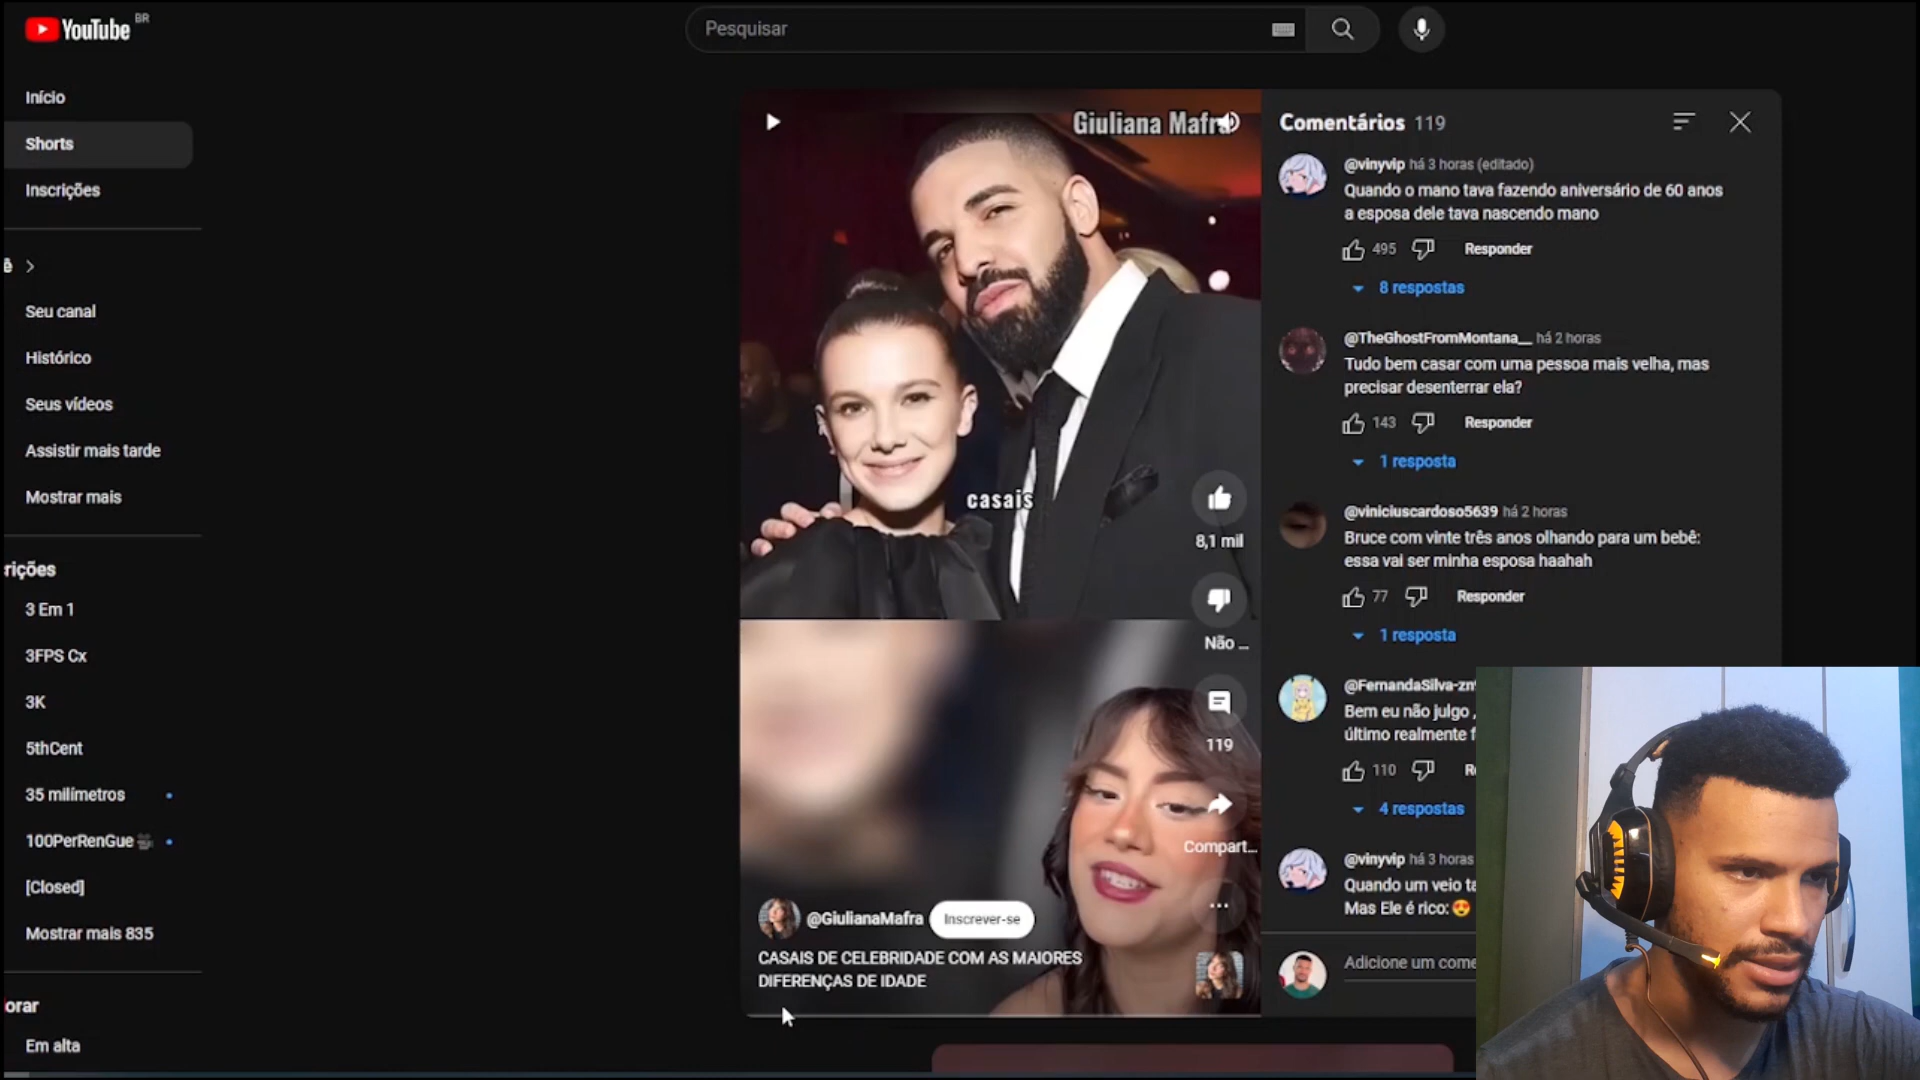 YouTube BR
Pesquisar
Início
Shorts
Inscrições
ê
Seu canal
Histórico
Seus vídeos
Assistir mais tarde
Mostrar mais
rições
3 Em 1
3FPS Cx
3K
5thCent
35 milímetros
100PerRenGue
[Closed]
Mostrar mais 835
orar
Em alta
Giuliana Mafra
casais
8,1 mil
Não ...
119
Compart...
@GiulianaMafra Inscrever-se
CASAIS DE CELEBRIDADE COM AS MAIORES
DIFERENÇAS DE IDADE
Comentários 119
@vinyvip há 3 horas (editado)
Quando o mano tava fazendo aniversário de 60 anos
a esposa dele tava nascendo mano
495 Responder
8 respostas
@TheGhostFromMontana__ há 2 horas
Tudo bem casar com uma pessoa mais velha, mas
precisar desenterrar ela?
143 Responder
1 resposta
@viniciuscardoso5639 há 2 horas
Bruce com vinte três anos olhando para um bebê:
essa vai ser minha esposa haahah
77 Responder
1 resposta
@FernandaSilva-zn
Bem eu não julgo ,
último realmente f
110 R
4 respostas
@vinyvip há 3 horas
Quando um veio ta
Mas Ele é rico:😍
Adicione um come